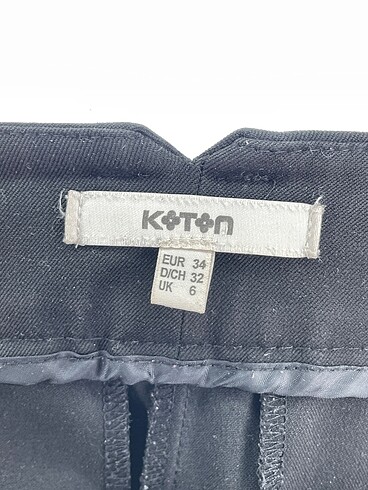 KOTON
EUR 34
D/CH 32
UK 6